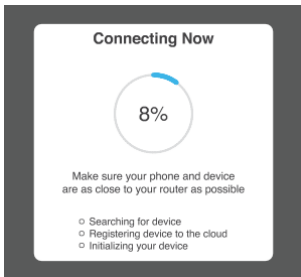 Connecting Now
8%
Make sure your phone and device
are as close to your router as possible
Searching for device
Registering device to the cloud
Initializing your device